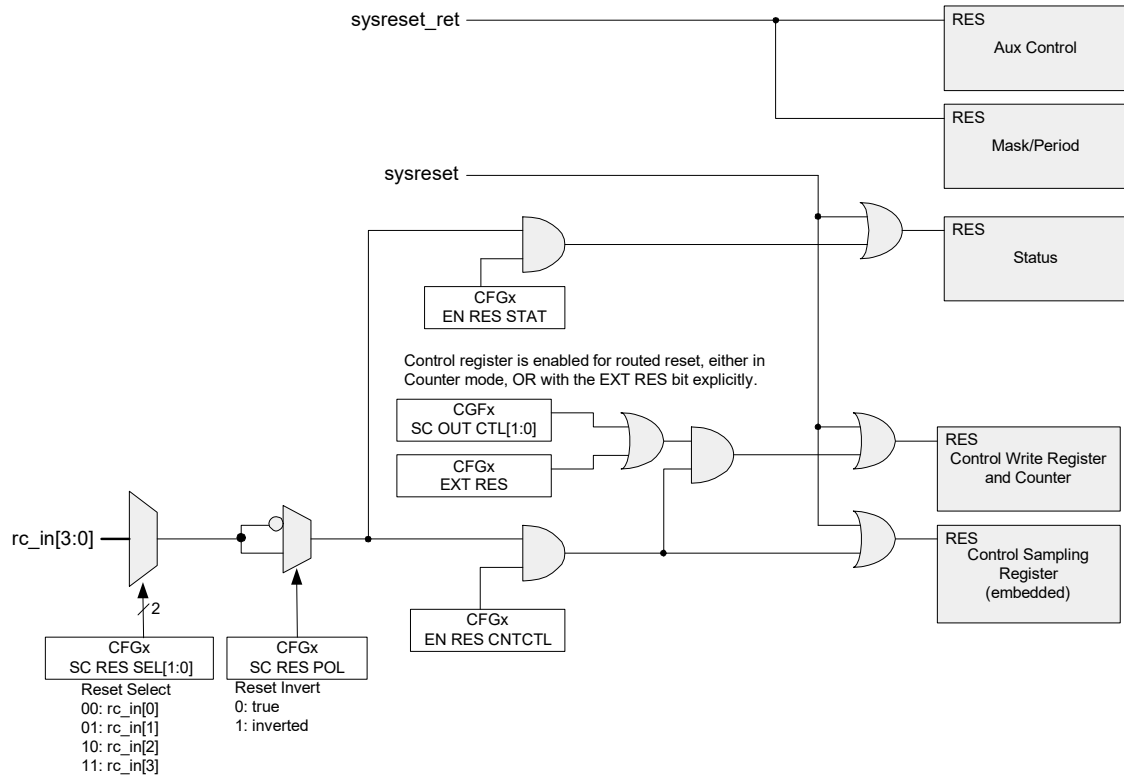 sysreset_ret
RES
Aux Control
RES
Mask/Period
sysreset
RES
Status
CFGx
EN RES STAT
Control register is enabled for routed reset, either in
Counter mode, OR with the EXT RES bit explicitly.
CGFx
SC OUT CTL[1:0]
CFGx
EXT RES
RES
Control Write Register
and Counter
rc_in[3:0]
RES
Control Sampling
Register
(embedded)
2
CFGx
EN RES CNTCTL
CFGx
SC RES SEL[1:0]
CFGx
SC RES POL
Reset Select
00: rc_in[0]
01: rc_in[1]
10: rc_in[2]
11: rc_in[3]
Reset Invert
0: true
1: inverted